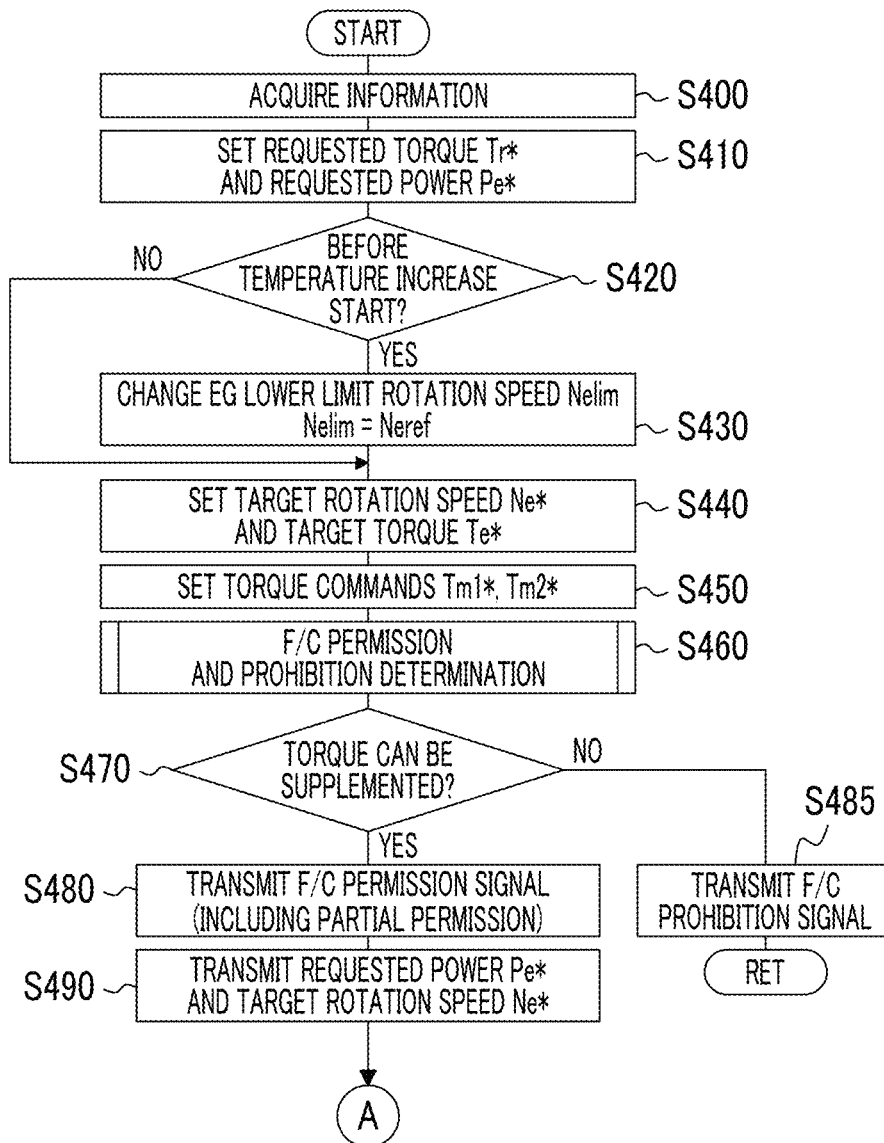 START
ACQUIRE INFORMATION
S400
SET REQUESTED TORQUE Tr*
AND REQUESTED POWER Pe*
S410
BEFORE
TEMPERATURE INCREASE
START?
NO
S420
YES
CHANGE EG LOWER LIMIT ROTATION SPEED Nelim
Nelim = Neref
S430
SET TARGET ROTATION SPEED Ne*
AND TARGET TORQUE Te*
S440
SET TORQUE COMMANDS Tm1*, Tm2*
S450
F/C PERMISSION
AND PROHIBITION DETERMINATION
S460
S470
TORQUE CAN BE
SUPPLEMENTED?
NO
YES
S480
TRANSMIT F/C PERMISSION SIGNAL
(INCLUDING PARTIAL PERMISSION)
S485
TRANSMIT F/C
PROHIBITION SIGNAL
RET
S490
TRANSMIT REQUESTED POWER Pe*
AND TARGET ROTATION SPEED Ne*
A